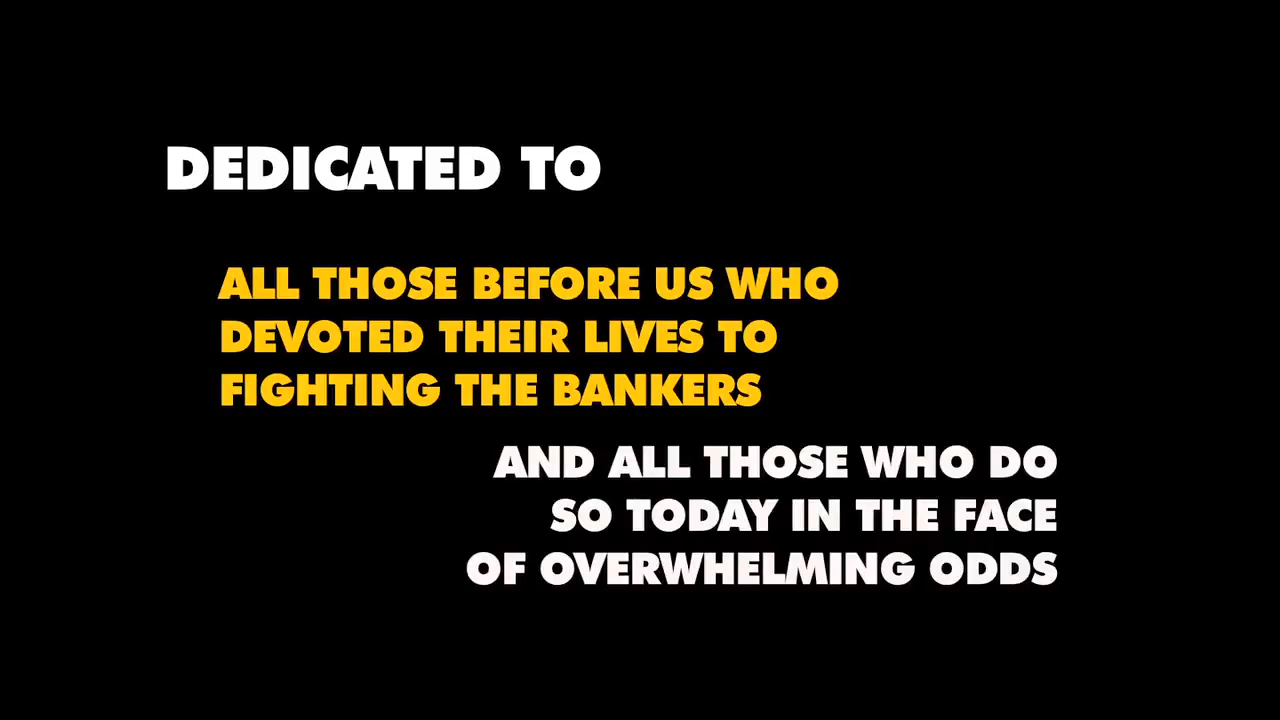 DEDICATED TO
ALL THOSE BEFORE US WHO
DEVOTED THEIR LIVES TO
FIGHTING THE BANKERS
AND ALL THOSE WHO DO
SO TODAY IN THE FACE
OF OVERWHELMING ODDS